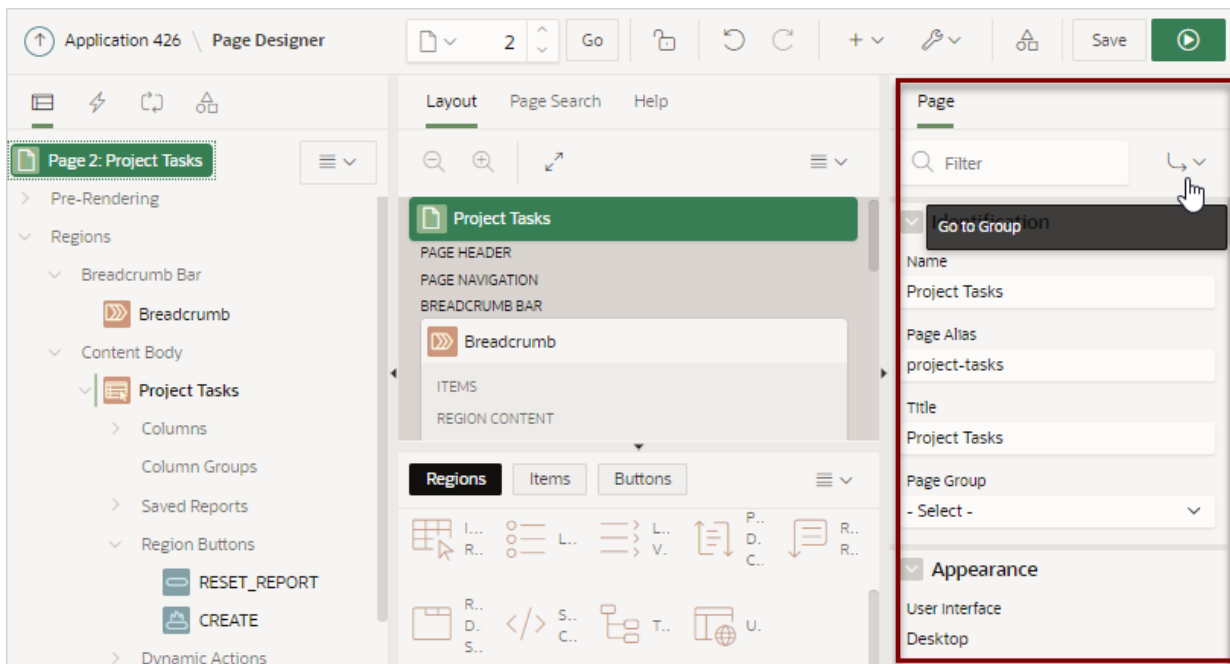 Application 426 \ Page Designer
2
Go
Save
Page 2: Project Tasks
Pre-Rendering
Regions
Breadcrumb Bar
Breadcrumb
Content Body
Project Tasks
Columns
Column Groups
Saved Reports
Region Buttons
RESET_REPORT
CREATE
Dynamic Actions
Layout Page Search Help
Project Tasks
PAGE HEADER
PAGE NAVIGATION
BREADCRUMB BAR
Breadcrumb
ITEMS
REGION CONTENT
Regions Items Buttons
I...
R...
L...
L...
V...
P...
D...
C...
R...
R...
R...
D...
S...
S...
C...
T...
U...
Page
Filter
Go to Group
Name
Project Tasks
Page Alias
project-tasks
Title
Project Tasks
Page Group
- Select -
Appearance
User Interface
Desktop